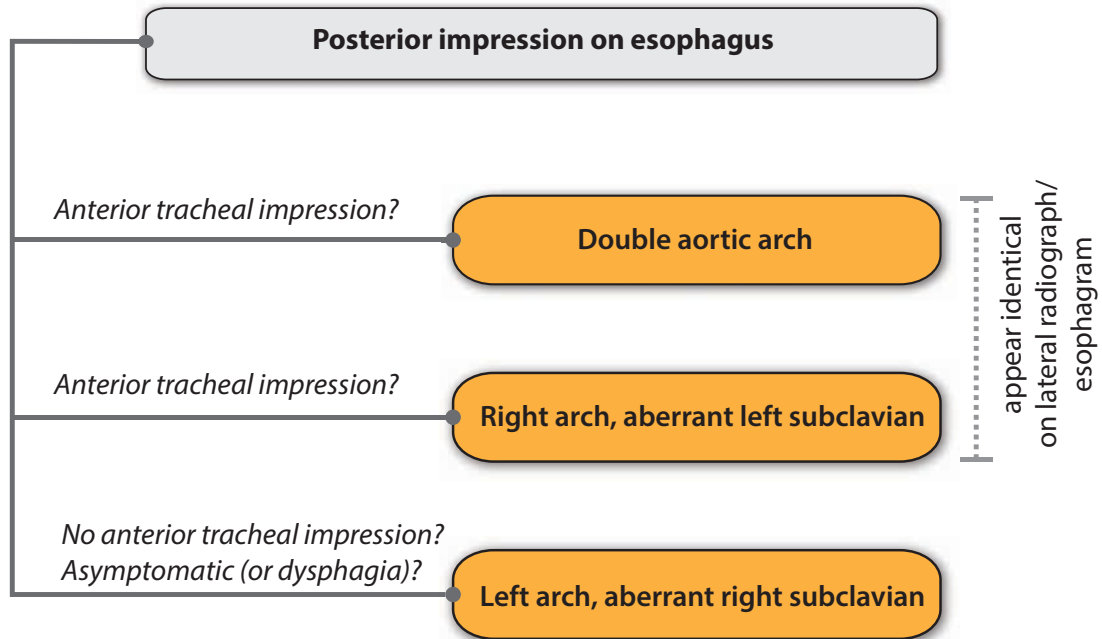 Posterior impression on esophagus
Anterior tracheal impression?
Double aortic arch
Anterior tracheal impression?
Right arch, aberrant left subclavian
appear identical
on lateral radiograph/
esophagram
No anterior tracheal impression?
Asymptomatic (or dysphagia)?
Left arch, aberrant right subclavian